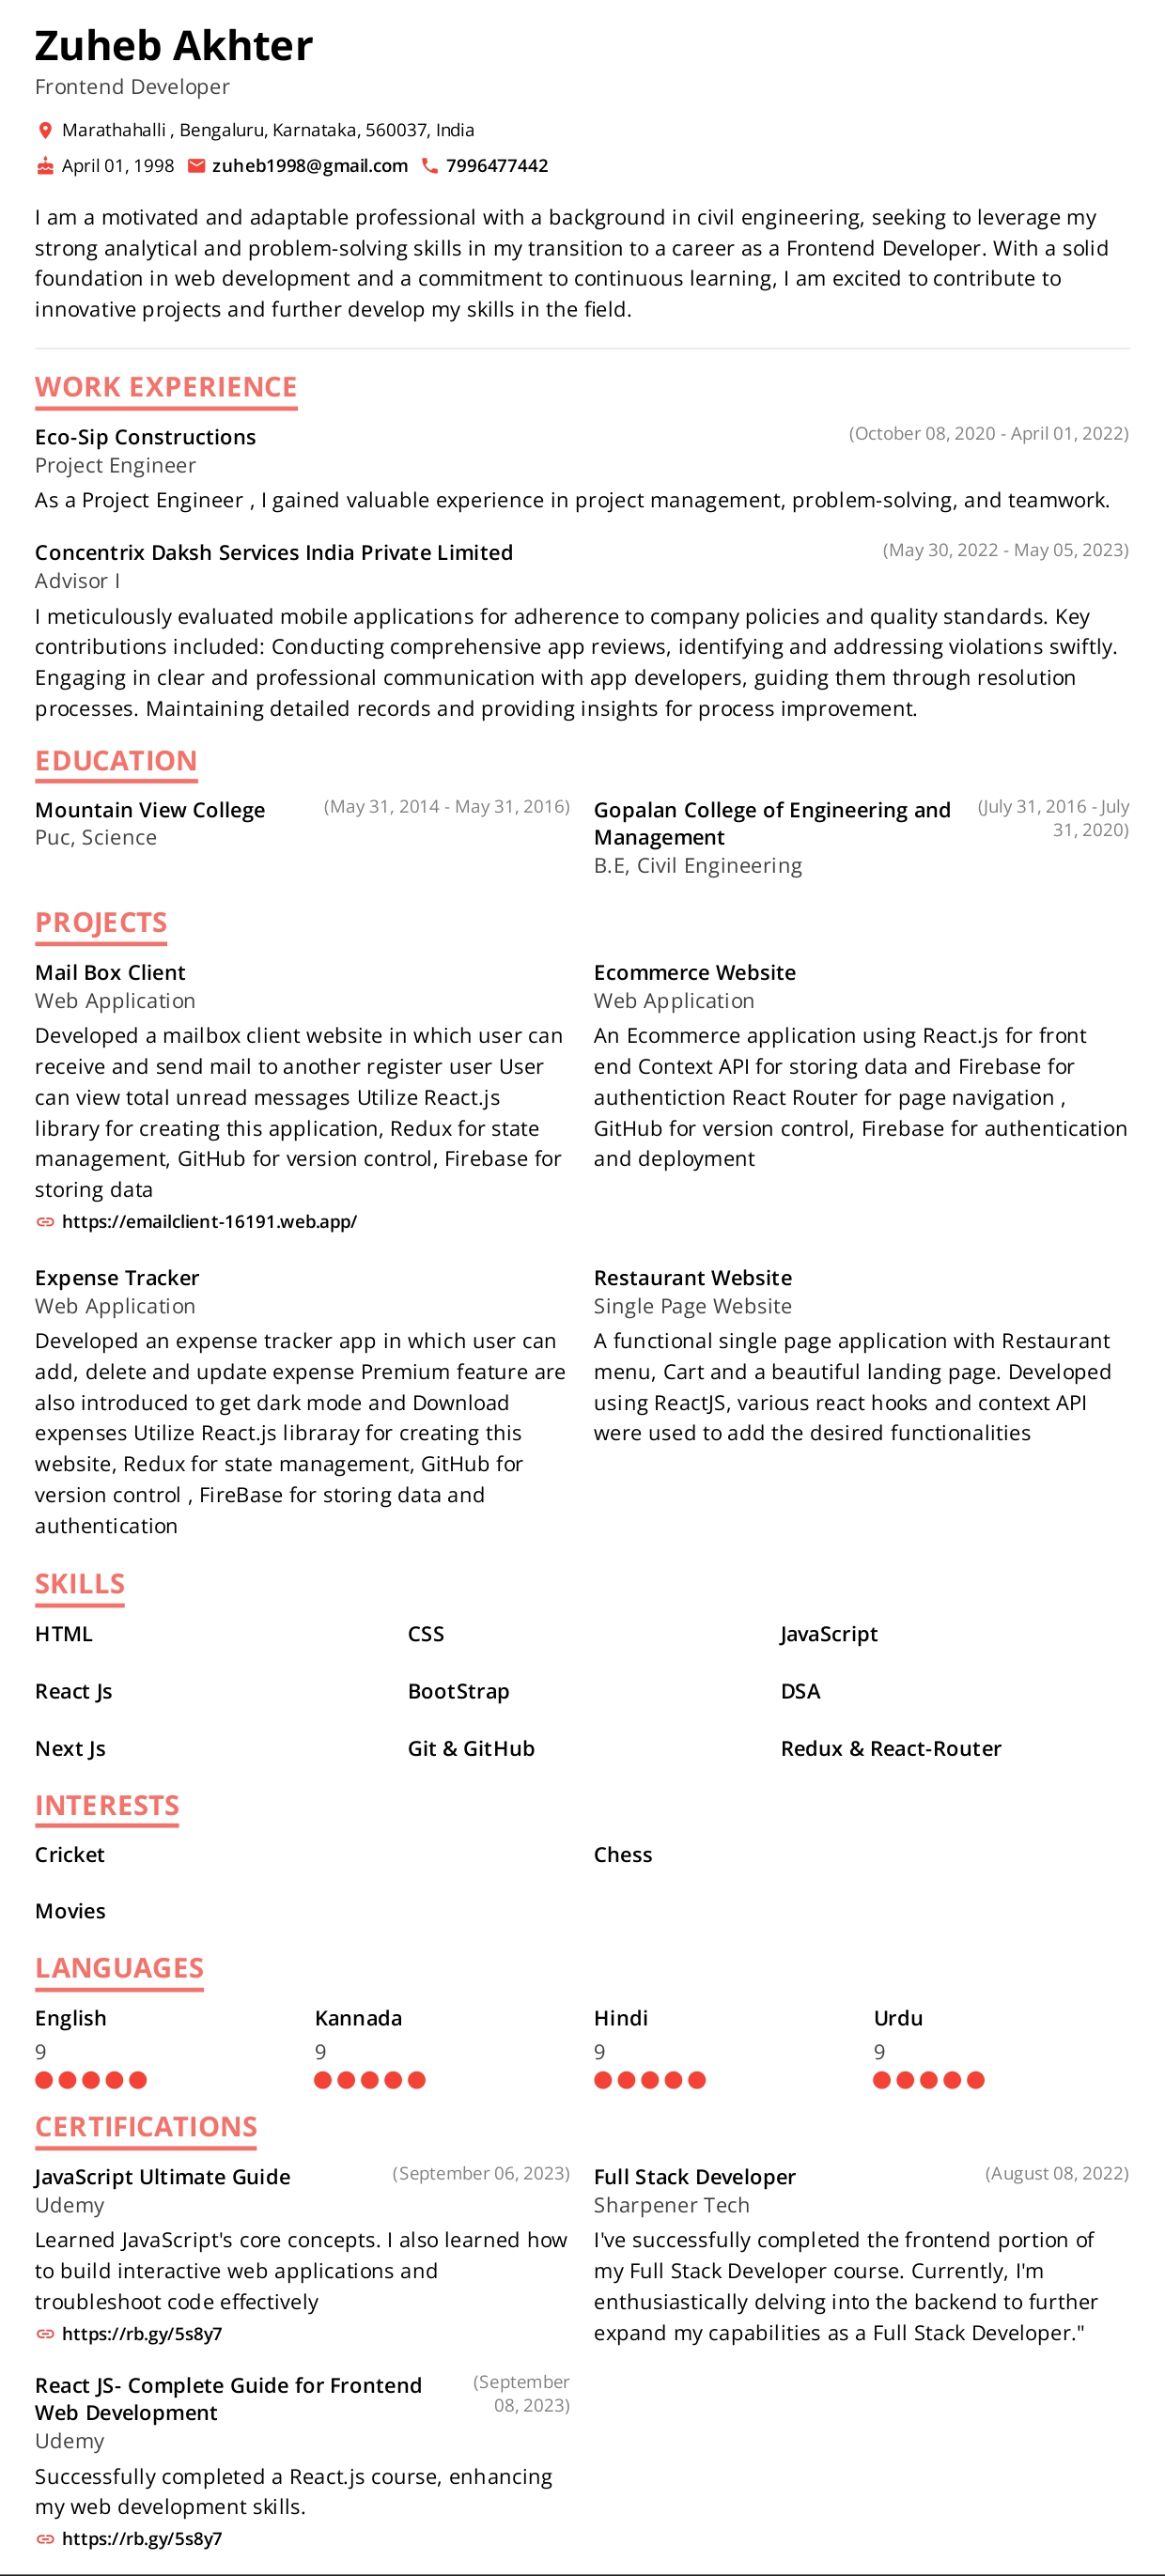 Zuheb Akhter
Frontend Developer
Marathahalli , Bengaluru, Karnataka, 560037, India
April 01, 1998 zuheb1998@gmail.com 7996477442
I am a motivated and adaptable professional with a background in civil engineering, seeking to leverage my
strong analytical and problem-solving skills in my transition to a career as a Frontend Developer. With a solid
foundation in web development and a commitment to continuous learning, I am excited to contribute to
innovative projects and further develop my skills in the field.
WORK EXPERIENCE
Eco-Sip Constructions (October 08, 2020 - April 01, 2022)
Project Engineer
As a Project Engineer , I gained valuable experience in project management, problem-solving, and teamwork.
Concentrix Daksh Services India Private Limited (May 30, 2022 - May 05, 2023)
Advisor I
I meticulously evaluated mobile applications for adherence to company policies and quality standards. Key
contributions included: Conducting comprehensive app reviews, identifying and addressing violations swiftly.
Engaging in clear and professional communication with app developers, guiding them through resolution
processes. Maintaining detailed records and providing insights for process improvement.
EDUCATION
Mountain View College (May 31, 2014 - May 31, 2016)
Puc, Science
Gopalan College of Engineering and (July 31, 2016 - July
Management 31, 2020)
B.E, Civil Engineering
PROJECTS
Mail Box Client
Web Application
Developed a mailbox client website in which user can
receive and send mail to another register user User
can view total unread messages Utilize React.js
library for creating this application, Redux for state
management, GitHub for version control, Firebase for
storing data
https://emailclient-16191.web.app/
Ecommerce Website
Web Application
An Ecommerce application using React.js for front
end Context API for storing data and Firebase for
authentiction React Router for page navigation ,
GitHub for version control, Firebase for authentication
and deployment
Expense Tracker
Web Application
Developed an expense tracker app in which user can
add, delete and update expense Premium feature are
also introduced to get dark mode and Download
expenses Utilize React.js libraray for creating this
website, Redux for state management, GitHub for
version control , FireBase for storing data and
authentication
Restaurant Website
Single Page Website
A functional single page application with Restaurant
menu, Cart and a beautiful landing page. Developed
using ReactJS, various react hooks and context API
were used to add the desired functionalities
SKILLS
HTML CSS JavaScript
React Js BootStrap DSA
Next Js Git & GitHub Redux & React-Router
INTERESTS
Cricket Chess
Movies
LANGUAGES
English Kannada Hindi Urdu
9 9 9 9
CERTIFICATIONS
JavaScript Ultimate Guide (September 06, 2023)
Udemy
Learned JavaScript's core concepts. I also learned how
to build interactive web applications and
troubleshoot code effectively
https://rb.gy/5s8y7
Full Stack Developer (August 08, 2022)
Sharpener Tech
I've successfully completed the frontend portion of
my Full Stack Developer course. Currently, I'm
enthusiastically delving into the backend to further
expand my capabilities as a Full Stack Developer."
React JS- Complete Guide for Frontend (September
Web Development 08, 2023)
Udemy
Successfully completed a React.js course, enhancing
my web development skills.
https://rb.gy/5s8y7